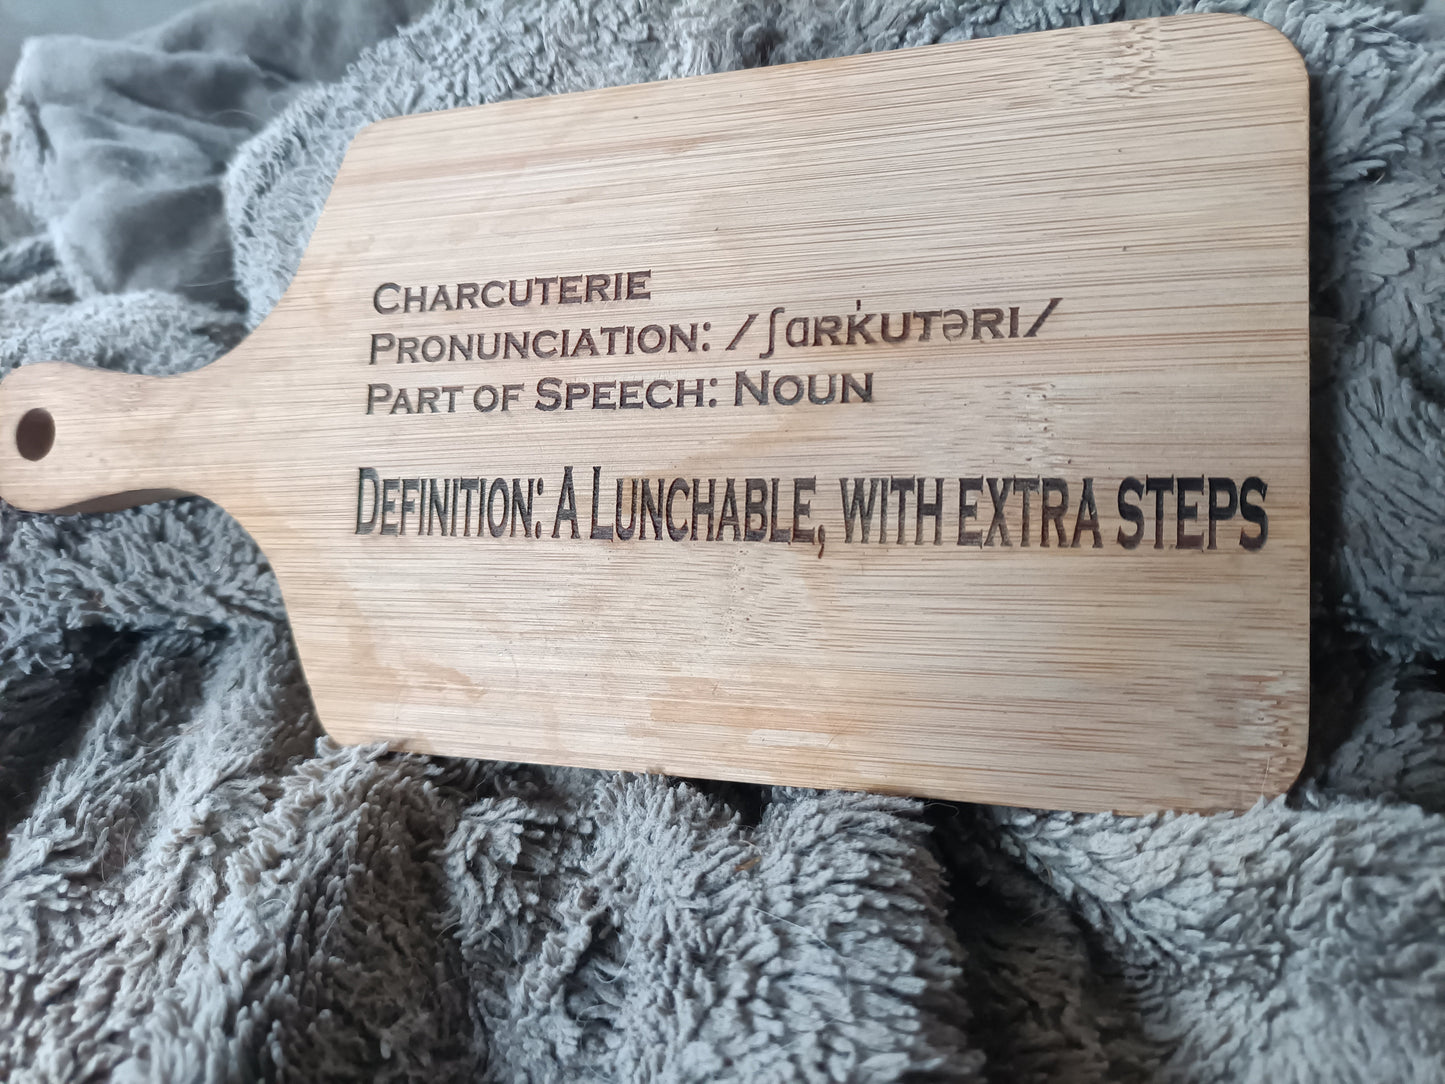 CHARCUTERIE
PRONUNCIATION: /ʃɑRˈKUTəRI/
PART OF SPEECH: NOUN
DEFINITION: A LUNCHABLE, WITH EXTRA STEPS